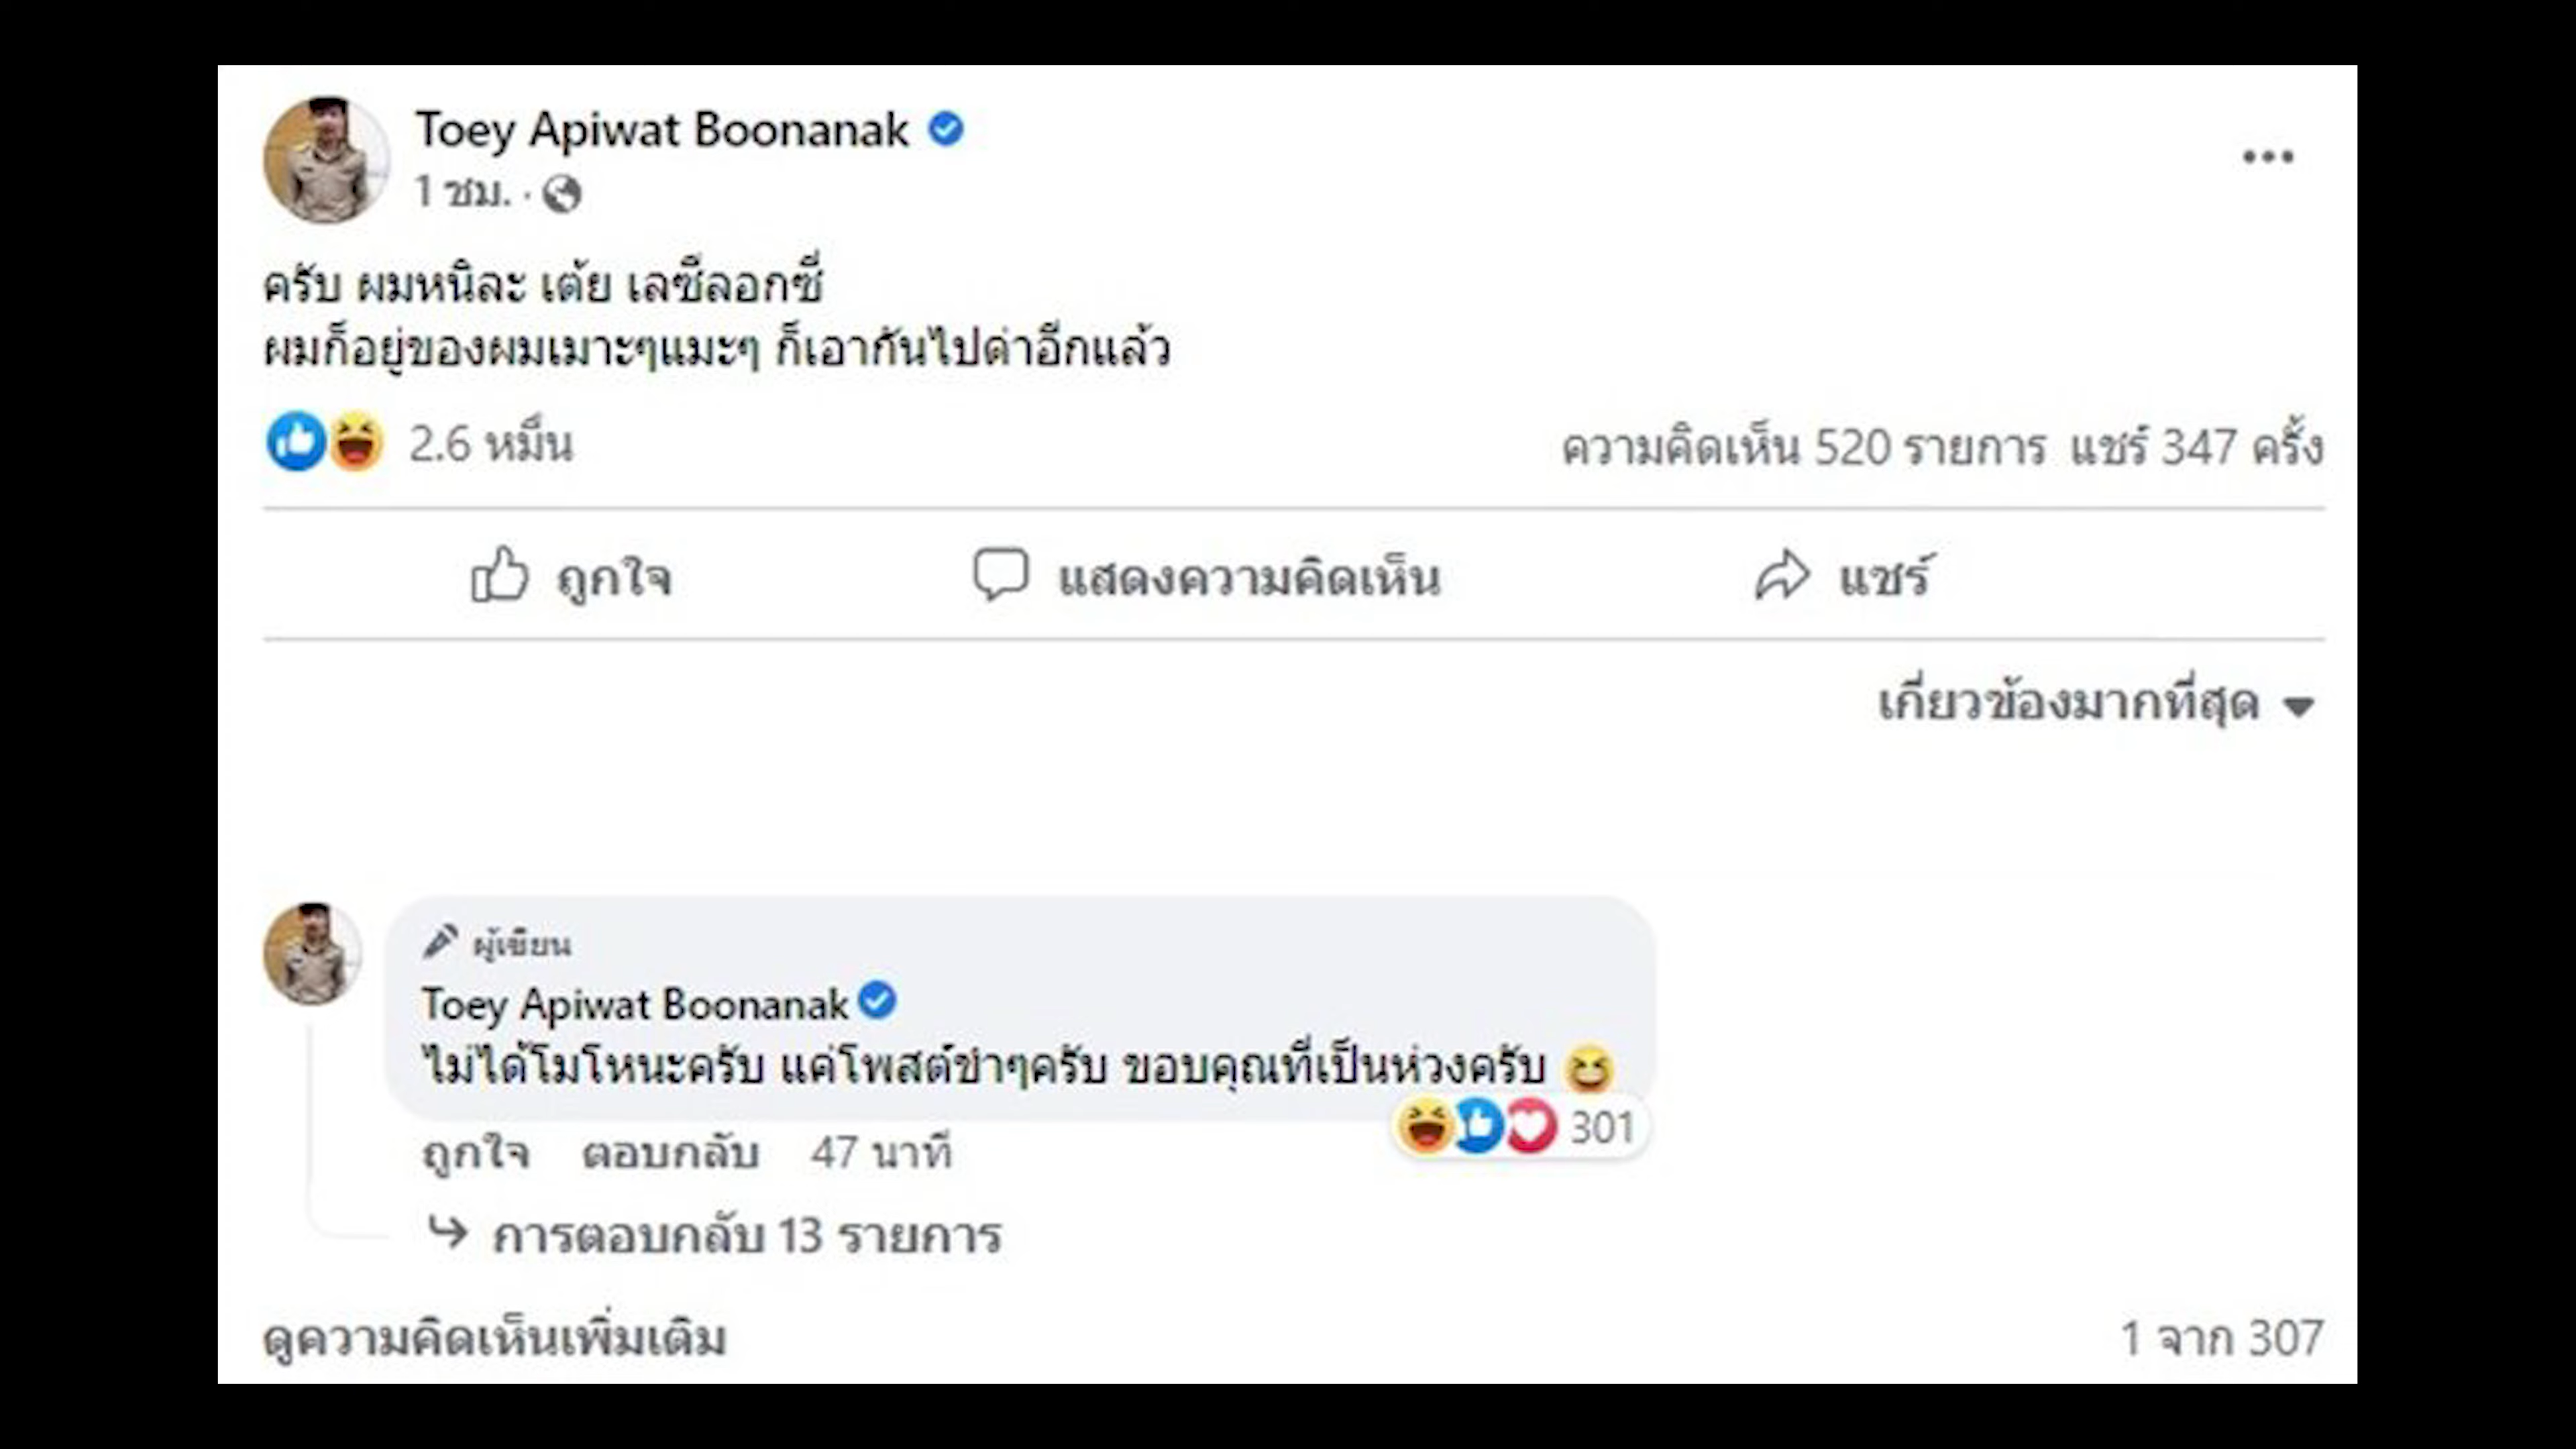 Toey Apiwat Boonanak
1 ชม. ·
ครับ ผมหนิละ เต้ย เลซีลอกซี่
ผมก็อยู่ของผมเมาะๆแมะๆ ก็เอากันไปด่าอีกแล้ว
2.6 หมื่น ความคิดเห็น 520 รายการ แชร์ 347 ครั้ง
ถูกใจ แสดงความคิดเห็น แชร์
เกี่ยวข้องมากที่สุด
ผู้เขียน
Toey Apiwat Boonanak
ไม่ได้โมโหนะครับ แค่โพสต์ขำๆครับ ขอบคุณที่เป็นห่วงครับ 😆
301
ถูกใจ ตอบกลับ 47 นาที
การตอบกลับ 13 รายการ
ดูความคิดเห็นเพิ่มเติม 1 จาก 307